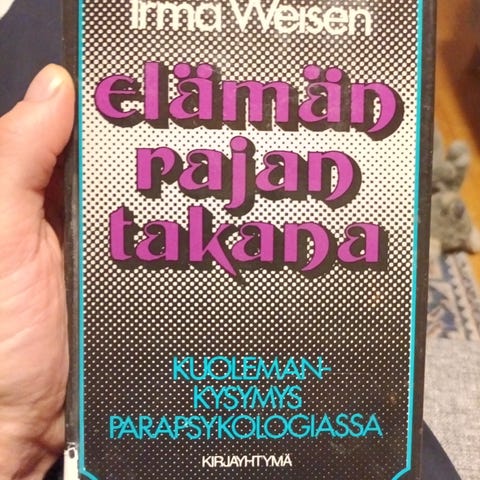 Irma Weisen
elämän
rajan
takana
KUOLEMAN-
KYSYMYS
PARAPSYKOLOGIASSA
KIRJAYHTYMÄ